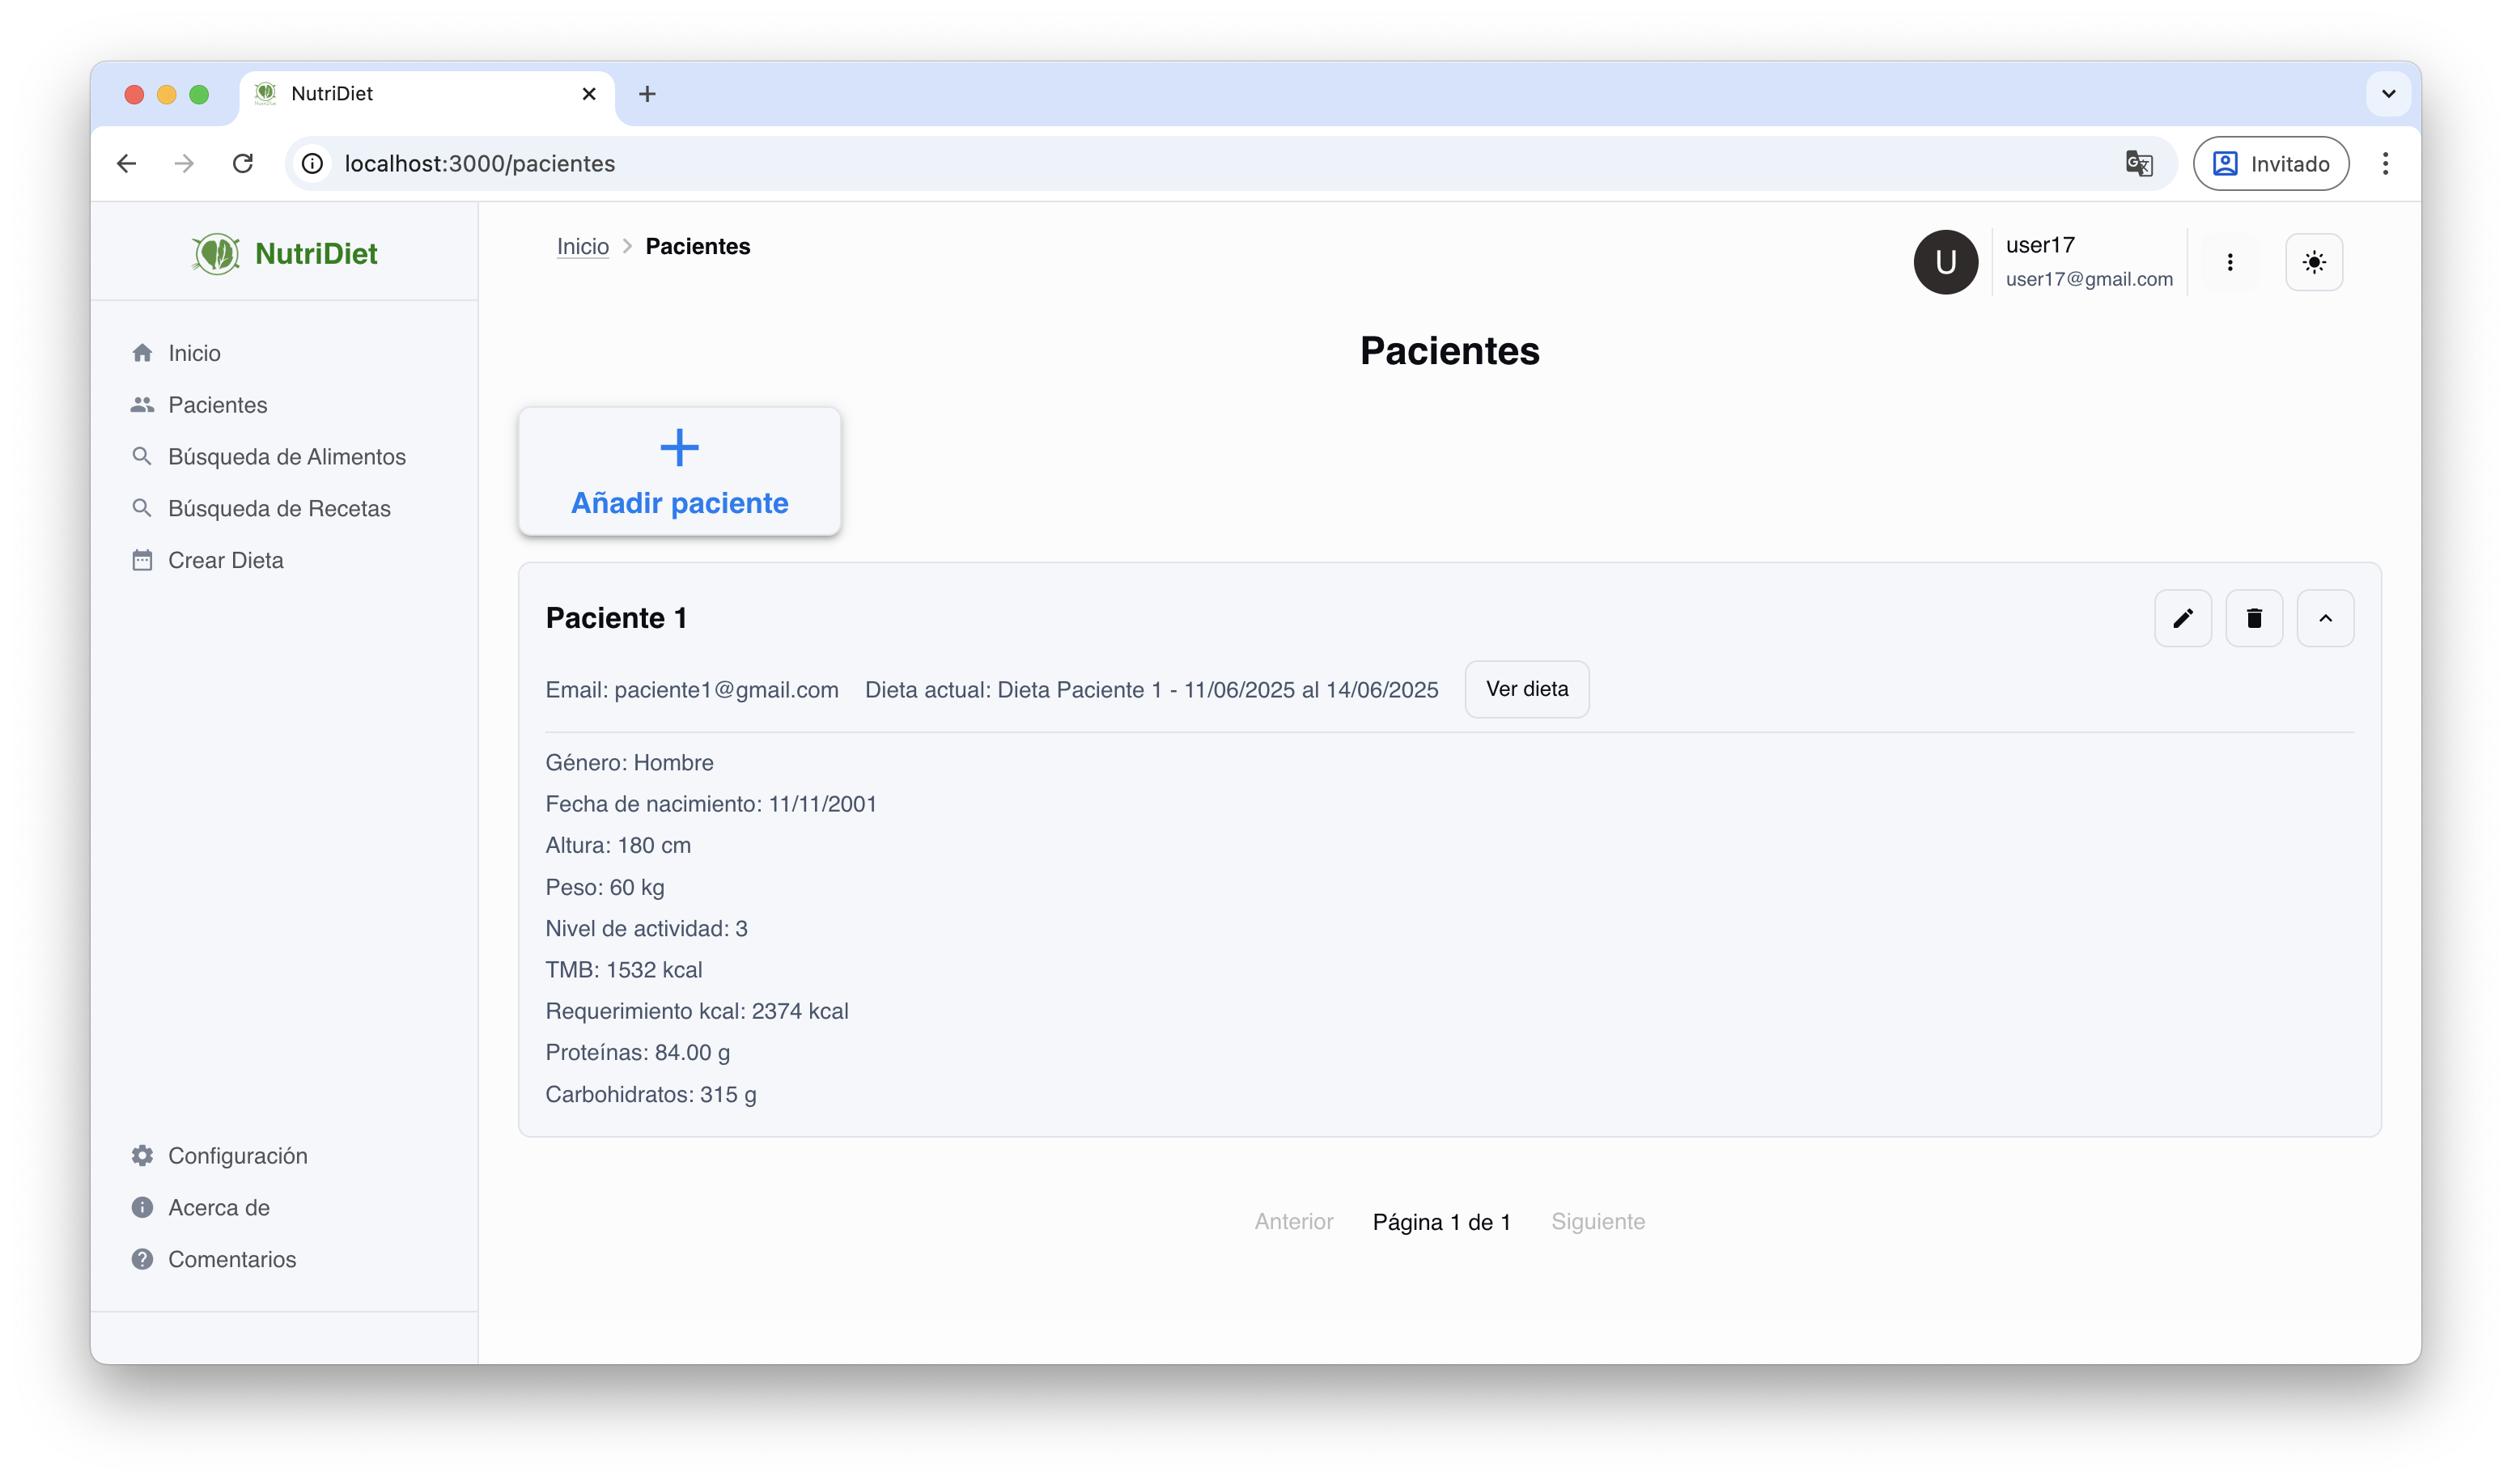 NutriDiet
localhost:3000/pacientes
Invitado
NutriDiet
Inicio
Pacientes
Búsqueda de Alimentos
Búsqueda de Recetas
Crear Dieta
Configuración
Acerca de
Comentarios
Inicio > Pacientes
U
user17
user17@gmail.com
Pacientes
+
Añadir paciente
Paciente 1
Email: paciente1@gmail.com Dieta actual: Dieta Paciente 1 - 11/06/2025 al 14/06/2025 Ver dieta
Género: Hombre
Fecha de nacimiento: 11/11/2001
Altura: 180 cm
Peso: 60 kg
Nivel de actividad: 3
TMB: 1532 kcal
Requerimiento kcal: 2374 kcal
Proteínas: 84.00 g
Carbohidratos: 315 g
Anterior Página 1 de 1 Siguiente